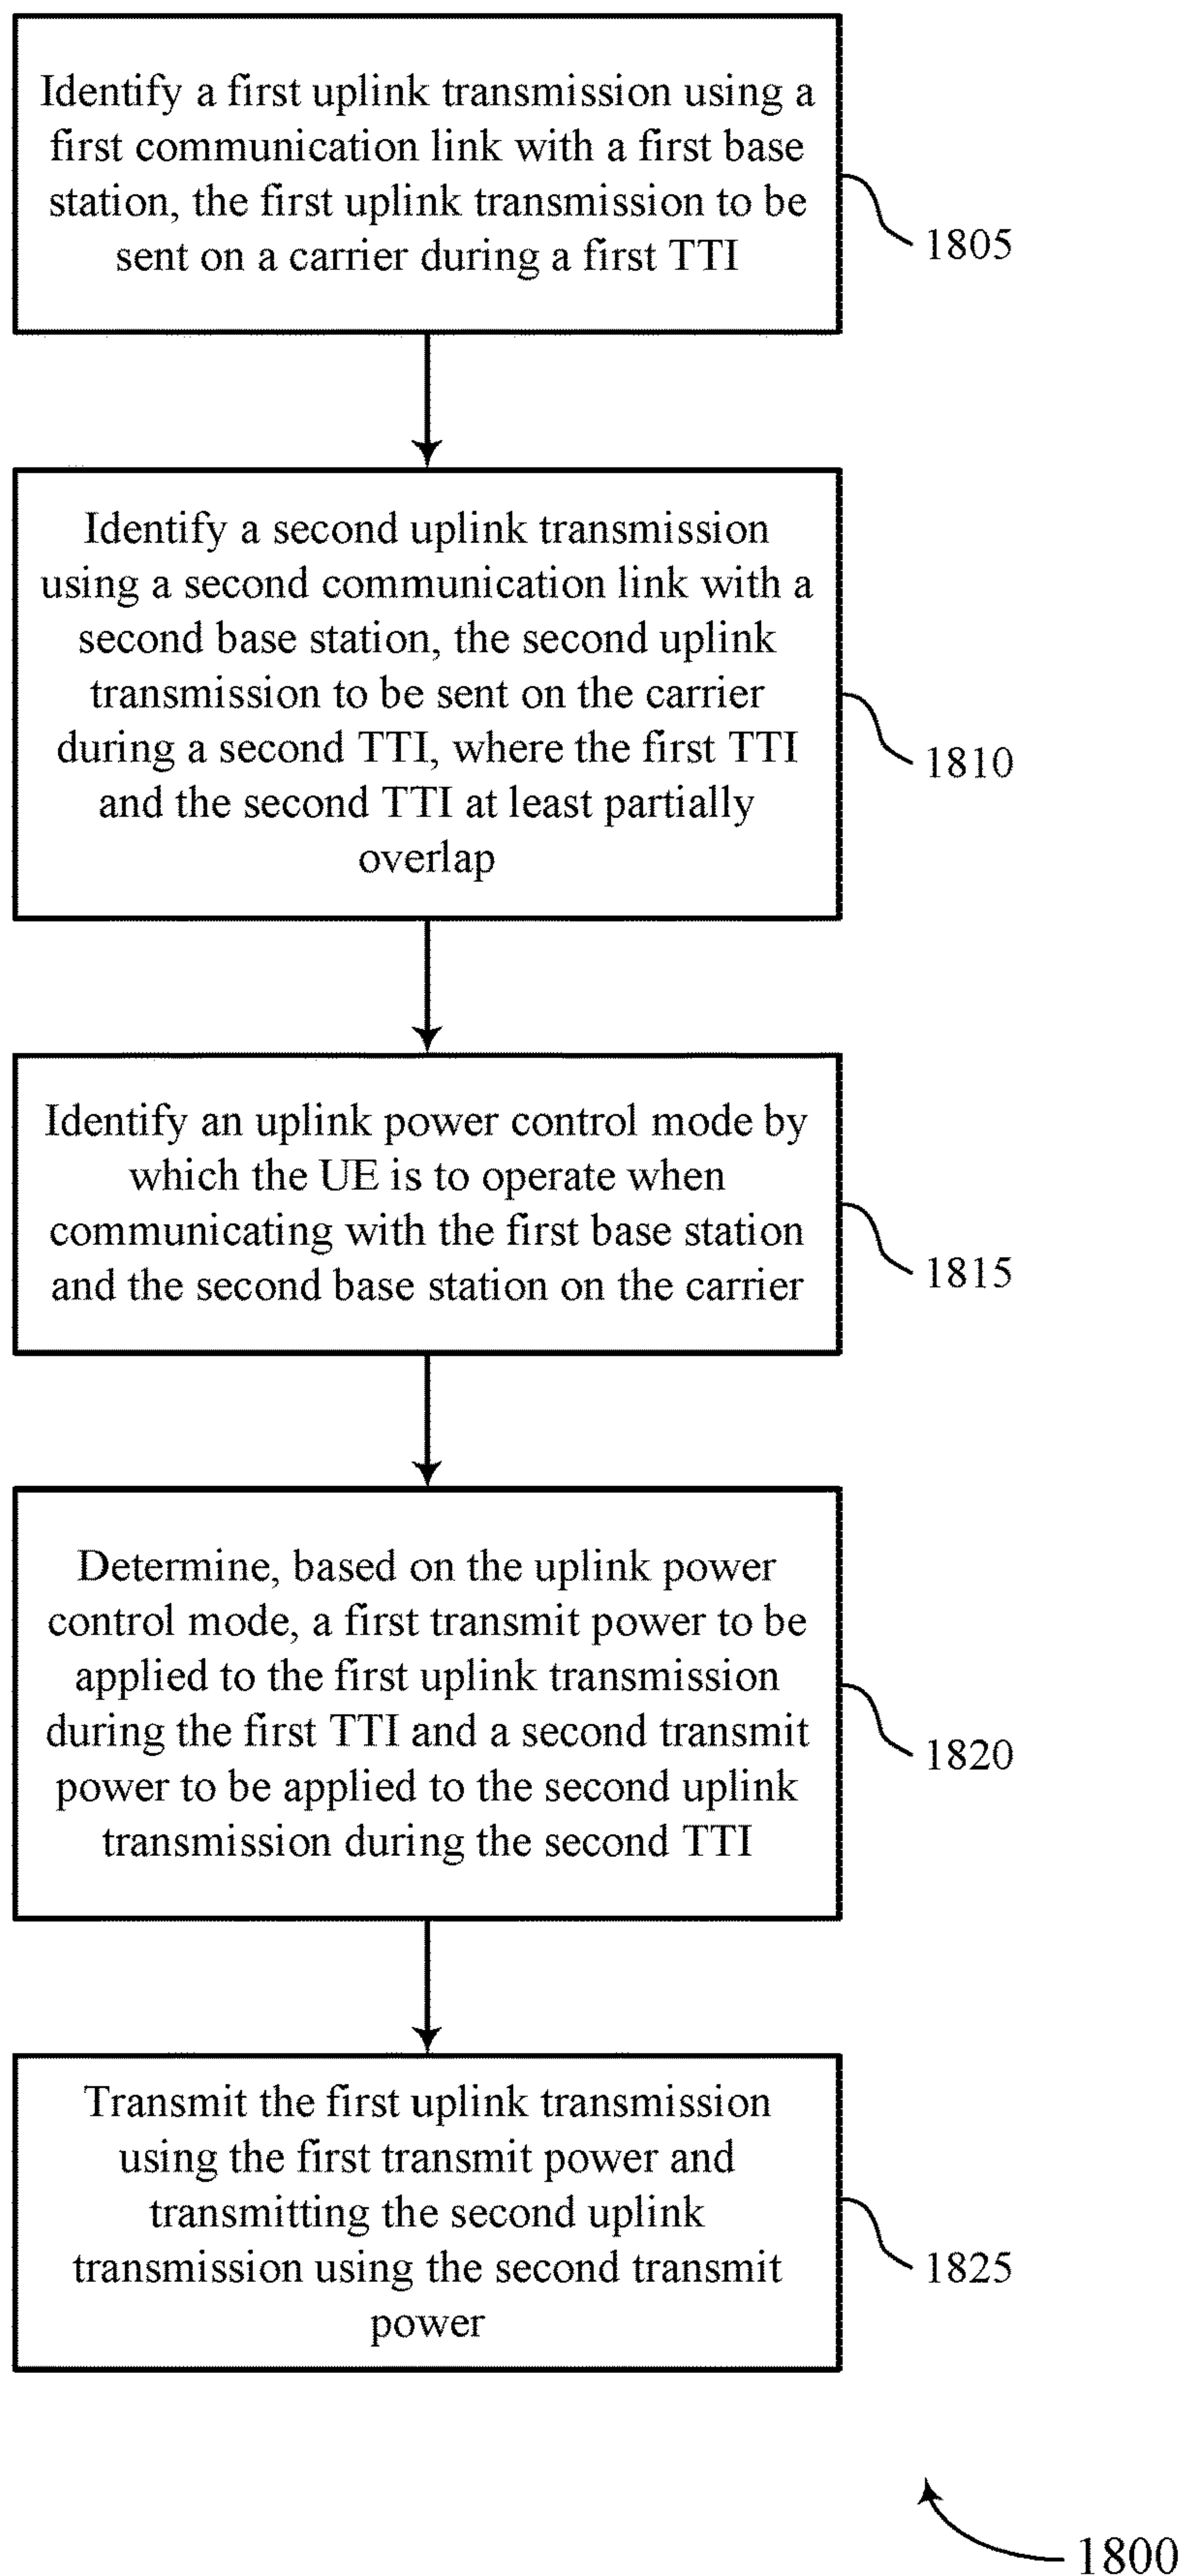 Identify a first uplink transmission using a
first communication link with a first base
station, the first uplink transmission to be
sent on a carrier during a first TTI
1805
Identify a second uplink transmission
using a second communication link with a
second base station, the second uplink
transmission to be sent on the carrier
during a second TTI, where the first TTI
and the second TTI at least partially
overlap
1810
Identify an uplink power control mode by
which the UE is to operate when
communicating with the first base station
and the second base station on the carrier
1815
Determine, based on the uplink power
control mode, a first transmit power to be
applied to the first uplink transmission
during the first TTI and a second transmit
power to be applied to the second uplink
transmission during the second TTI
1820
Transmit the first uplink transmission
using the first transmit power and
transmitting the second uplink
transmission using the second transmit
power
1825
1800